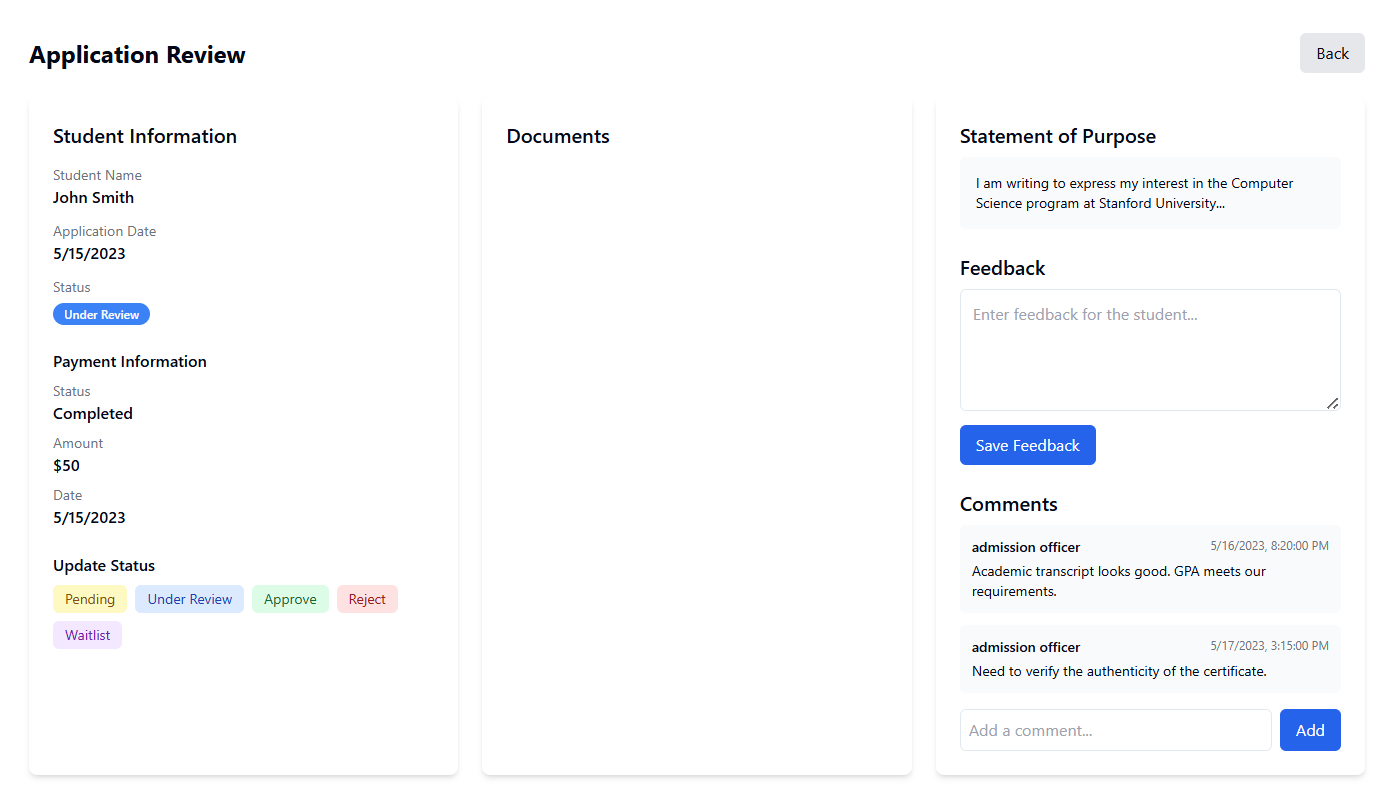 Application Review
Back
Student Information
Student Name
John Smith
Application Date
5/15/2023
Status
Under Review
Payment Information
Status
Completed
Amount
$50
Date
5/15/2023
Update Status
Pending
Under Review
Approve
Reject
Waitlist
Documents
Statement of Purpose
I am writing to express my interest in the Computer
Science program at Stanford University...
Feedback
Enter feedback for the student...
Save Feedback
Comments
admission officer
5/16/2023, 8:20:00 PM
Academic transcript looks good. GPA meets our
requirements.
admission officer
5/17/2023, 3:15:00 PM
Need to verify the authenticity of the certificate.
Add a comment...
Add